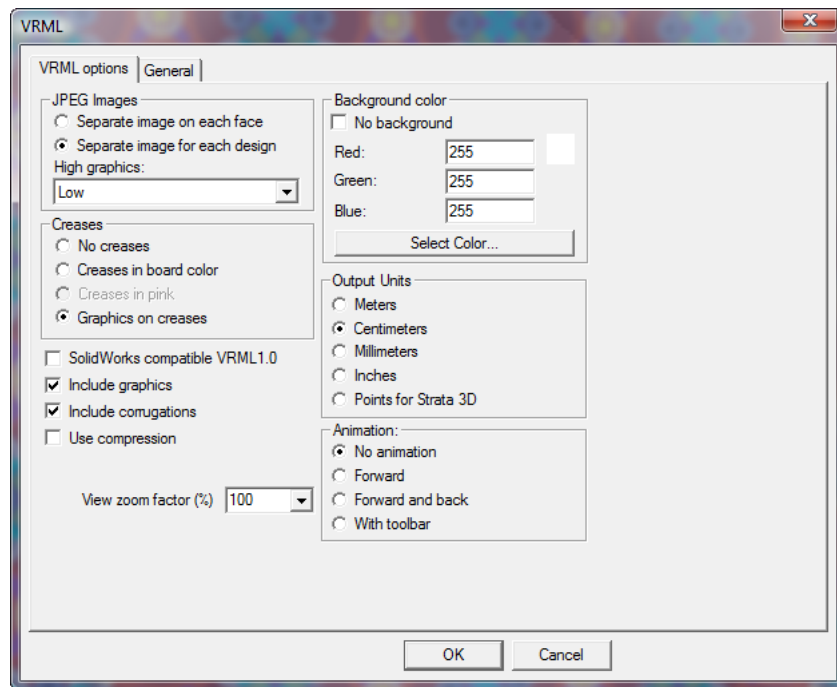 VRML
VRML options
General
JPEG Images
Separate image on each face
Separate image for each design
High graphics:
Low
Creases
No creases
Creases in board color
Creases in pink
Graphics on creases
SolidWorks compatible VRML1.0
Include graphics
Include corrugations
Use compression
View zoom factor (%) 100
Background color
No background
Red: 255
Green: 255
Blue: 255
Select Color...
Output Units
Meters
Centimeters
Millimeters
Inches
Points for Strata 3D
Animation:
No animation
Forward
Forward and back
With toolbar
OK
Cancel